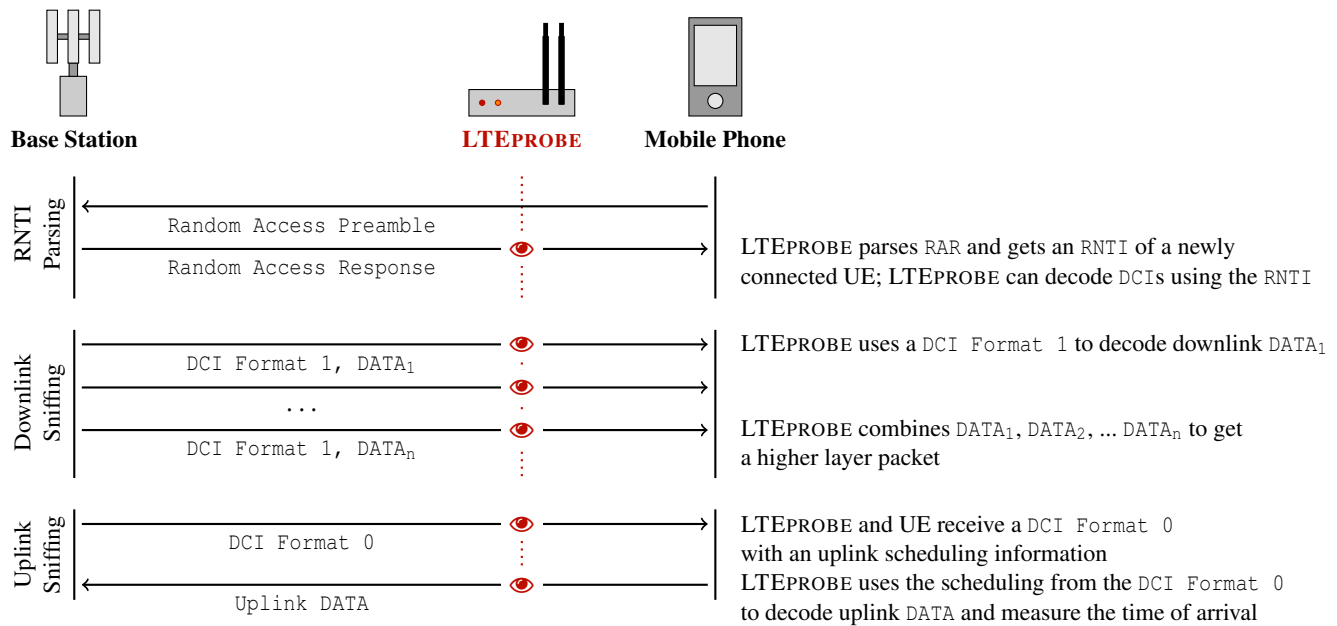 Base Station
LTEPROBE
Mobile Phone
RNTI
Parsing
Random Access Preamble
Random Access Response
LTEPROBE parses RAR and gets an RNTI of a newly
connected UE; LTEPROBE can decode DCIs using the RNTI
Downlink
Sniffing
DCI Format 1, DATA₁
...
DCI Format 1, DATAₙ
LTEPROBE uses a DCI Format 1 to decode downlink DATA₁
LTEPROBE combines DATA₁, DATA₂, ... DATAₙ to get
a higher layer packet
Uplink
Sniffing
DCI Format 0
Uplink DATA
LTEPROBE and UE receive a DCI Format 0
with an uplink scheduling information
LTEPROBE uses the scheduling from the DCI Format 0
to decode uplink DATA and measure the time of arrival